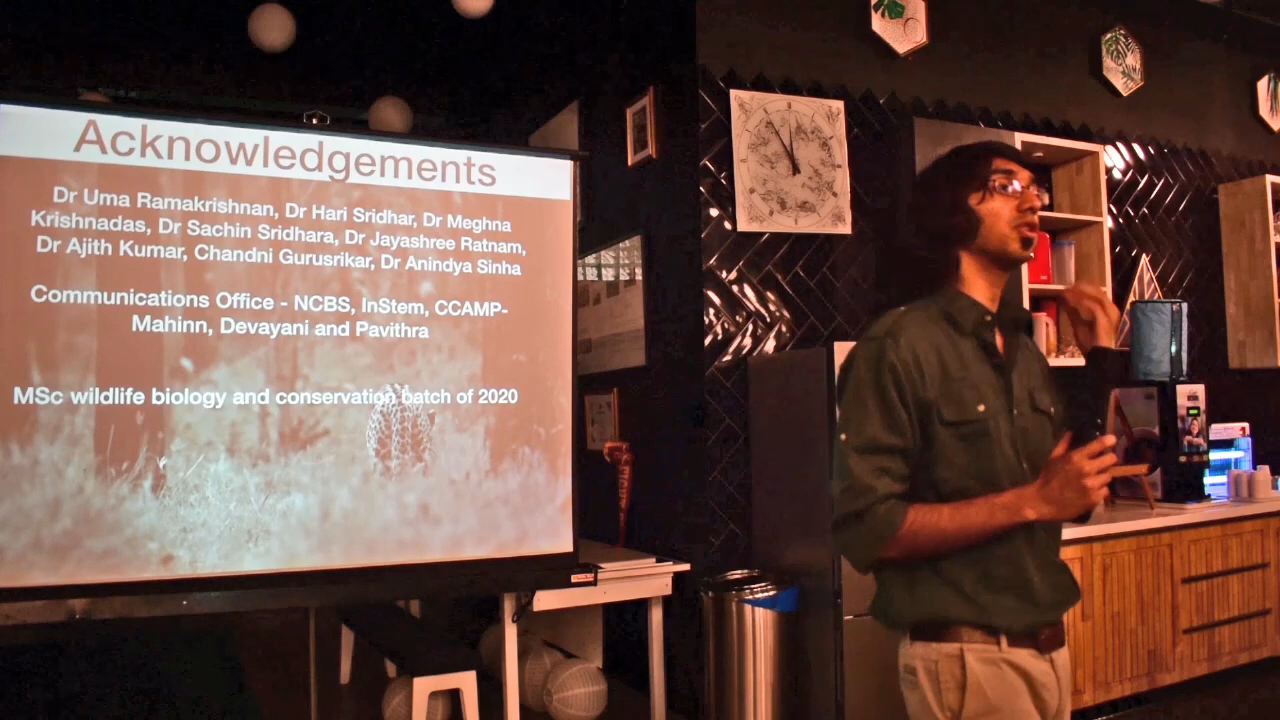 Acknowledgements
Dr Uma Ramakrishnan, Dr Hari Sridhar, Dr Meghna
Krishnadas, Dr Sachin Sridhara, Dr Jayashree Ratnam,
Dr Ajith Kumar, Chandni Gurusrikar, Dr Anindya Sinha
Communications Office - NCBS, InStem, CCAMP-
Mahinn, Devayani and Pavithra
MSc wildlife biology and conservation batch of 2020